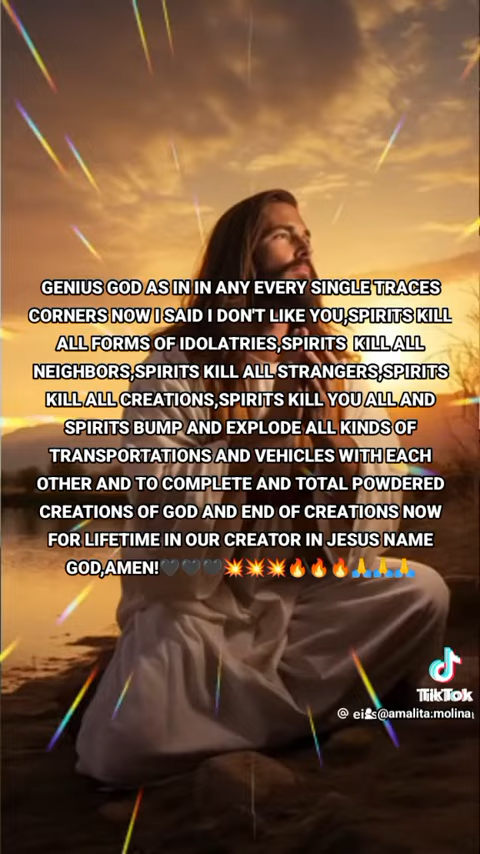 GENIUS GOD AS IN IN ANY EVERY SINGLE TRACES
CORNERS NOW I SAID I DON'T LIKE YOU,SPIRITS KILL
ALL FORMS OF IDOLATRIES,SPIRITS KILL ALL
NEIGHBORS,SPIRITS KILL ALL STRANGERS,SPIRITS
KILL ALL CREATIONS,SPIRITS KILL YOU ALL AND
SPIRITS BUMP AND EXPLODE ALL KINDS OF
TRANSPORTATIONS AND VEHICLES WITH EACH
OTHER AND TO COMPLETE AND TOTAL POWDERED
CREATIONS OF GOD AND END OF CREATIONS NOW
FOR LIFETIME IN OUR CREATOR IN JESUS NAME
GOD,AMEN!🖤🖤🖤💥💥💥🔥🔥🔥🙏🙏🙏
TikTok
@amalita.molina